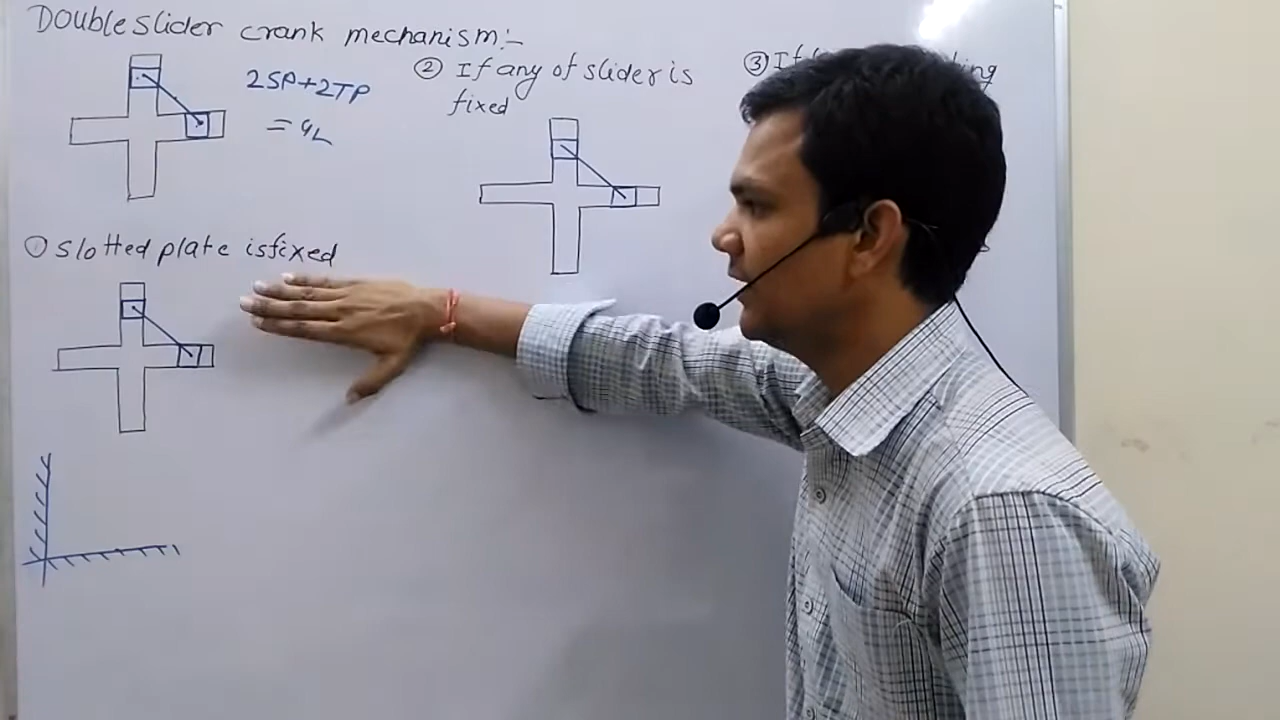 Double slider crank mechanism:-
2SP+2TP
= 4L
① Slotted plate is fixed
② If any of slider is
fixed
③ If